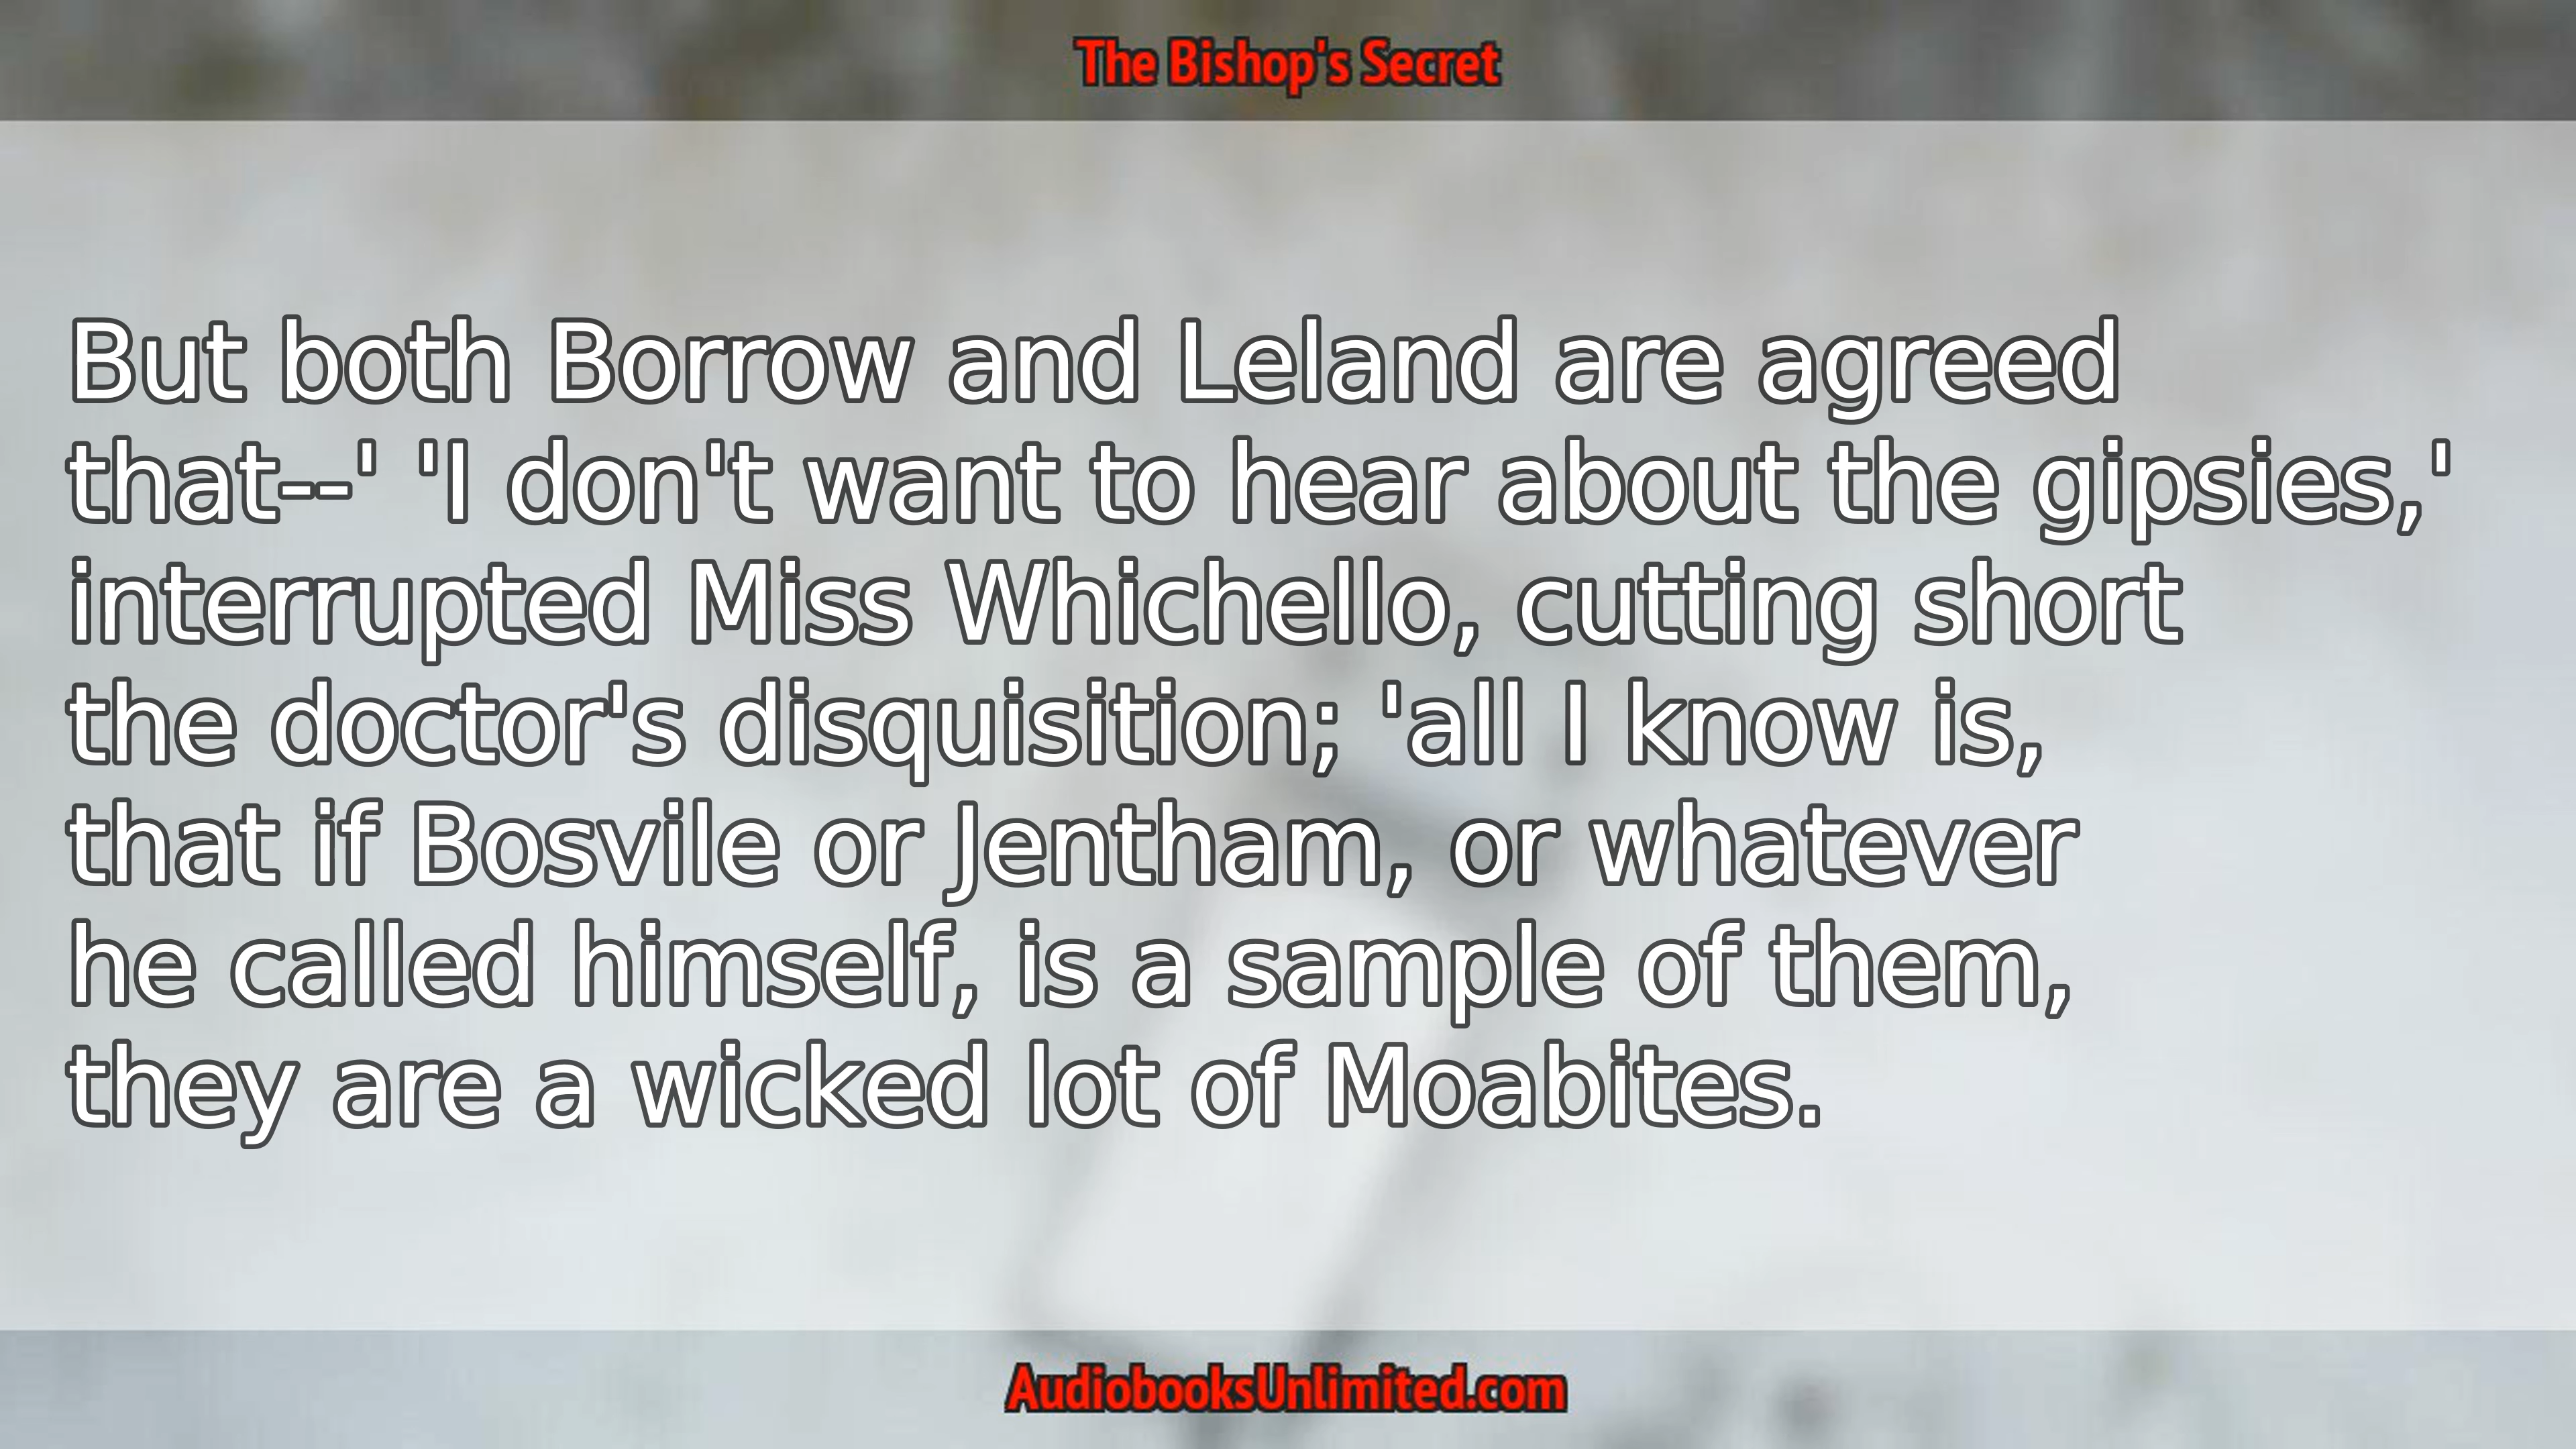 The Bishop's Secret
But both Borrow and Leland are agreed
that--' 'I don't want to hear about the gipsies,'
interrupted Miss Whichello, cutting short
the doctor's disquisition; 'all I know is,
that if Bosvile or Jentham, or whatever
he called himself, is a sample of them,
they are a wicked lot of Moabites.
AudiobooksUnlimited.com